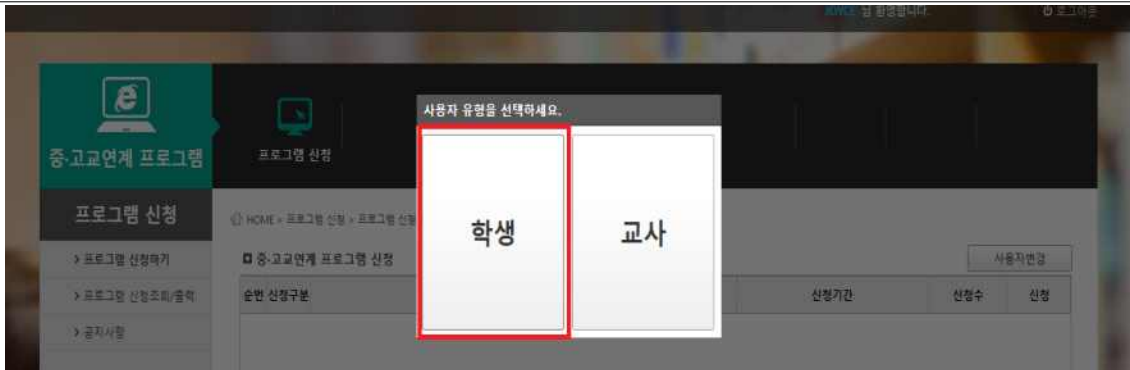 JOYCE 님 환영합니다.
로그아웃
중·고교연계 프로그램
프로그램 신청
사용자 유형을 선택하세요.
학생
교사
프로그램 신청
HOME > 프로그램 신청 > 프로그램 신청
> 프로그램 신청하기
중·고교연계 프로그램 신청
사용자변경
> 프로그램 신청조회/출력
순번 신청구분
신청기간
신청수
신청
> 공지사항